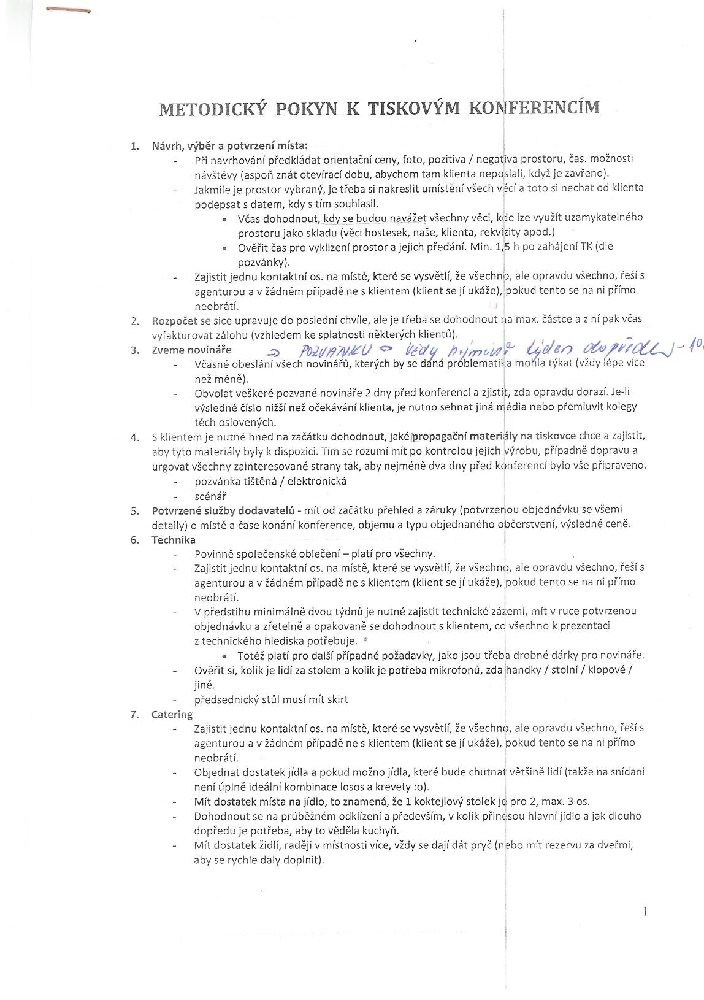 METODICKÝ POKYN K TISKOVÝM KONFERENCÍM
1. Návrh, výběr a potvrzení místa:
- Při navrhování předkládat orientační ceny, foto, pozitiva / negativa prostoru, čas. možnosti
návštěvy (aspoň znát otevírací dobu, abychom tam klienta neposlali, když je zavřeno).
- Jakmile je prostor vybraný, je třeba si nakreslit umístění všech věcí a toto si nechat od klienta
podepsat s datem, kdy s tím souhlasil.
• Včas dohodnout, kdy se budou navážet všechny věci, kde lze využít uzamykatelného
prostoru jako skladu (věci hostesek, naše, klienta, rekvizity apod.)
• Ověřit čas pro vyklizení prostor a jejich předání. Min. 1,5 h po zahájení TK (dle
pozvánky).
- Zajistit jednu kontaktní os. na místě, které se vysvětlí, že všechno, ale opravdu všechno, řeší s
agenturou a v žádném případě ne s klientem (klient se jí ukáže), pokud tento se na ni přímo
neobrátí.
2. Rozpočet se sice upravuje do poslední chvíle, ale je třeba se dohodnout na max. částce a z ní pak včas
vyfakturovat zálohu (vzhledem ke splatnosti některých klientů).
3. Zveme novináře => POZVÁNKU => vždy nejméně týden dopředu - 10
- Včasné obeslání všech novinářů, kterých by se daná problematika mohla týkat (vždy lépe více
než méně).
- Obvolat veškeré pozvané novináře 2 dny před konferencí a zjistit, zda opravdu dorazí. Je-li
výsledné číslo nižší než očekávání klienta, je nutno sehnat jiná média nebo přemluvit kolegy
těch oslovených.
4. S klientem je nutné hned na začátku dohodnout, jaké propagační materiály na tiskovce chce a zajistit,
aby tyto materiály byly k dispozici. Tím se rozumí mít po kontrolou jejich výrobu, případně dopravu a
urgovat všechny zainteresované strany tak, aby nejméně dva dny před konferencí bylo vše připraveno.
- pozvánka tištěná / elektronická
- scénář
5. Potvrzené služby dodavatelů - mít od začátku přehled a záruky (potvrzenou objednávku se všemi
detaily) o místě a čase konání konference, objemu a typu objednaného občerstvení, výsledné ceně.
6. Technika
- Povinně společenské oblečení – platí pro všechny.
- Zajistit jednu kontaktní os. na místě, které se vysvětlí, že všechno, ale opravdu všechno, řeší s
agenturou a v žádném případě ne s klientem (klient se jí ukáže), pokud tento se na ni přímo
neobrátí.
- V předstihu minimálně dvou týdnů je nutné zajistit technické zázemí, mít v ruce potvrzenou
objednávku a zřetelně a opakovaně se dohodnout s klientem, co všechno k prezentaci
z technického hlediska potřebuje.
• Totéž platí pro další případné požadavky, jako jsou třeba drobné dárky pro novináře.
- Ověřit si, kolik je lidí za stolem a kolik je potřeba mikrofonů, zda handky / stolní / klopové /
jiné.
- předsednický stůl musí mít skirt
7. Catering
- Zajistit jednu kontaktní os. na místě, které se vysvětlí, že všechno, ale opravdu všechno, řeší s
agenturou a v žádném případě ne s klientem (klient se jí ukáže), pokud tento se na ni přímo
neobrátí.
- Objednat dostatek jídla a pokud možno jídla, které bude chutnat většině lidí (takže na snídani
není úplně ideální kombinace losos a krevety :o).
- Mít dostatek místa na jídlo, to znamená, že 1 koktejlový stolek je pro 2, max. 3 os.
- Dohodnout se na průběžném odklízení a především, v kolik přinesou hlavní jídlo a jak dlouho
dopředu je potřeba, aby to věděla kuchyň.
- Mít dostatek židlí, raději v místnosti více, vždy se dají dát pryč (nebo mít rezervu za dveřmi,
aby se rychle daly doplnit).
1